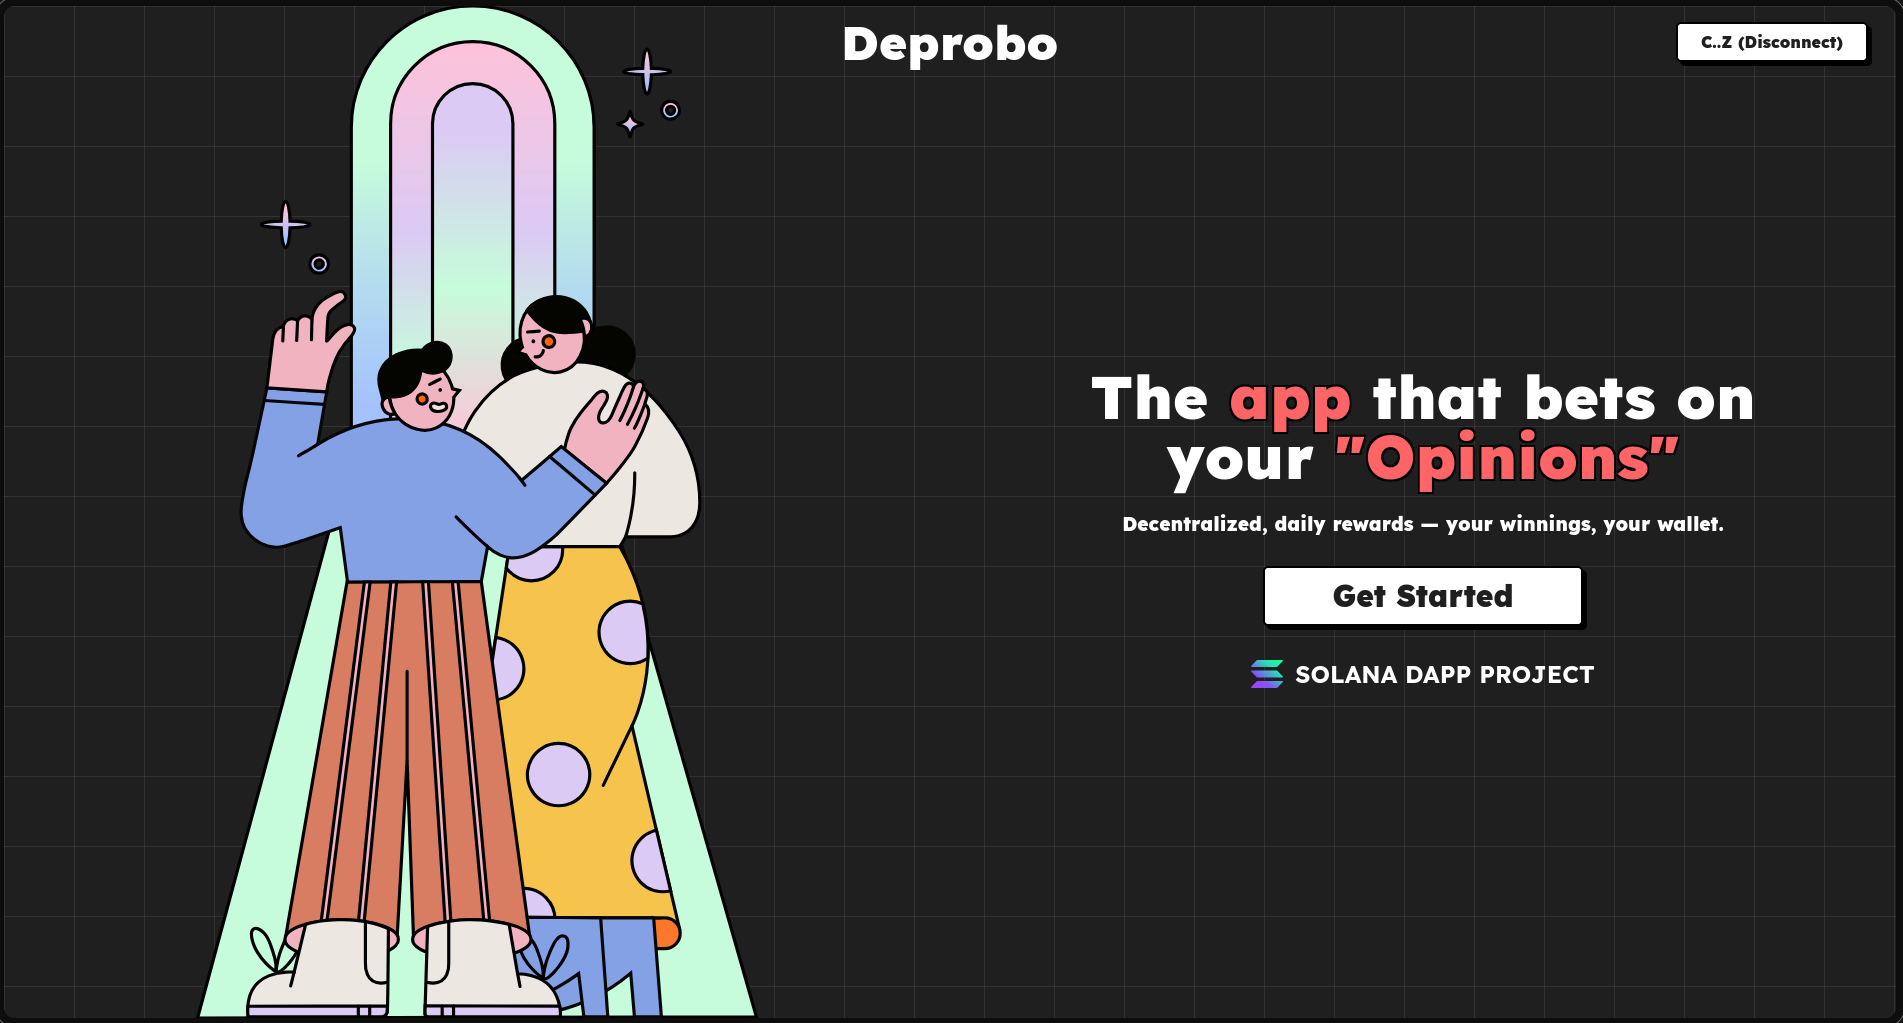 Deprobo
C..Z (Disconnect)
The app that bets on
your "Opinions"
Decentralized, daily rewards — your winnings, your wallet.
Get Started
SOLANA DAPP PROJECT